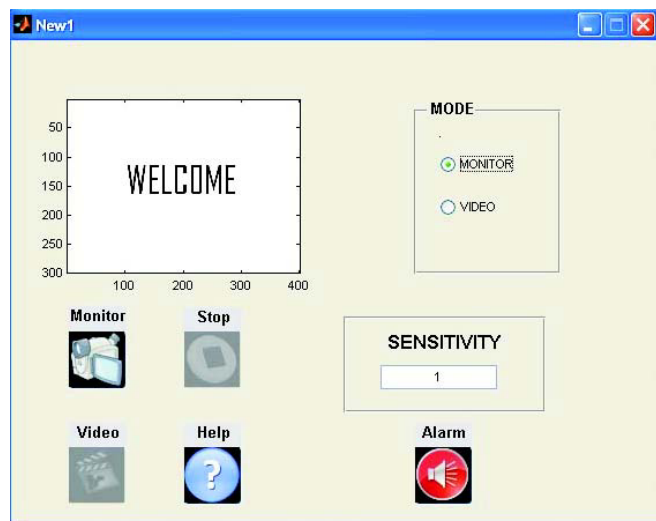 New1
MODE
MONITOR
VIDEO
50
100
150
200
250
300
WELCOME
100 200 300 400
Monitor Stop
SENSITIVITY
1
Video Help Alarm
?